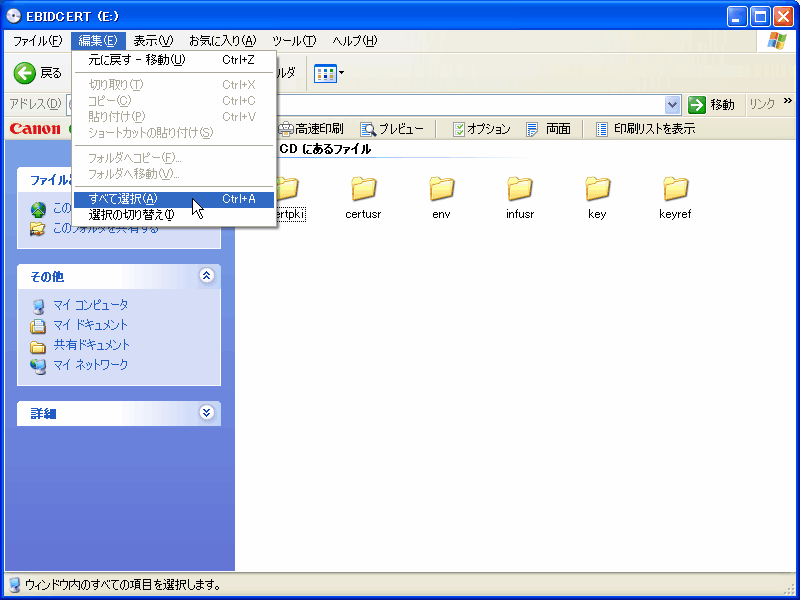 EBIDCERT (E:)
ファイル(F) 編集(E) 表示(V) お気に入り(A) ツール(T) ヘルプ(H)
元に戻す - 移動(U) Ctrl+Z
戻る
ルダ
切り取り(T) Ctrl+X
アドレス(D)
コピー(C) Ctrl+C
移動 リンク »
貼り付け(P) Ctrl+V
Canon
高速印刷 プレビュー オプション 両面 印刷リストを表示
ショートカットの貼り付け(S)
CD にあるファイル
フォルダへコピー(F)...
フォルダへ移動(V)...
ファイル
すべて選択(A) Ctrl+A
この
選択の切り替え(I)
certusr env infusr key keyref
このフォルダを共有する
その他
マイ コンピュータ
マイ ドキュメント
共有ドキュメント
マイ ネットワーク
詳細
ウィンドウ内のすべての項目を選択します。